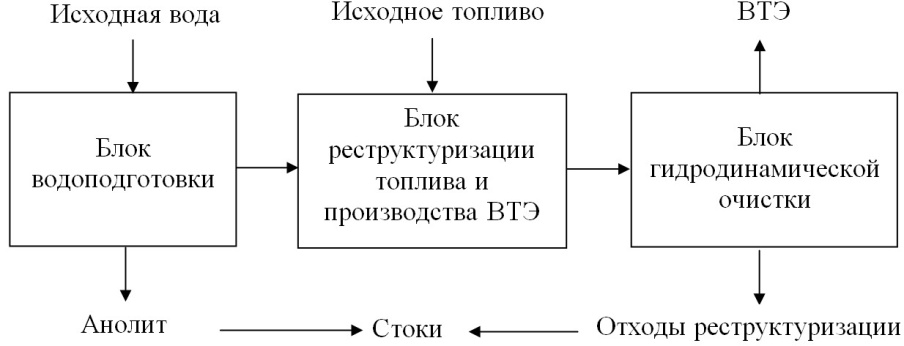 Исходная вода
Исходное топливо
ВТЭ
Блок
водоподготовки
Блок
реструктуризации
топлива и
производства ВТЭ
Блок
гидродинамической
очистки
Анолит
Стоки
Отходы реструктуризации